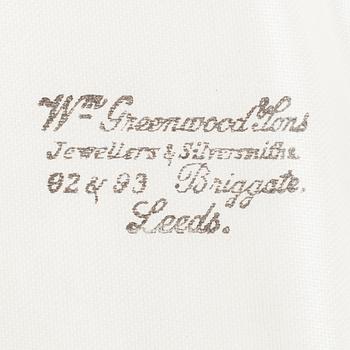 Wm Greenwood & Sons
Jewellers & Silversmiths
92 & 93 Briggate,
Leeds.